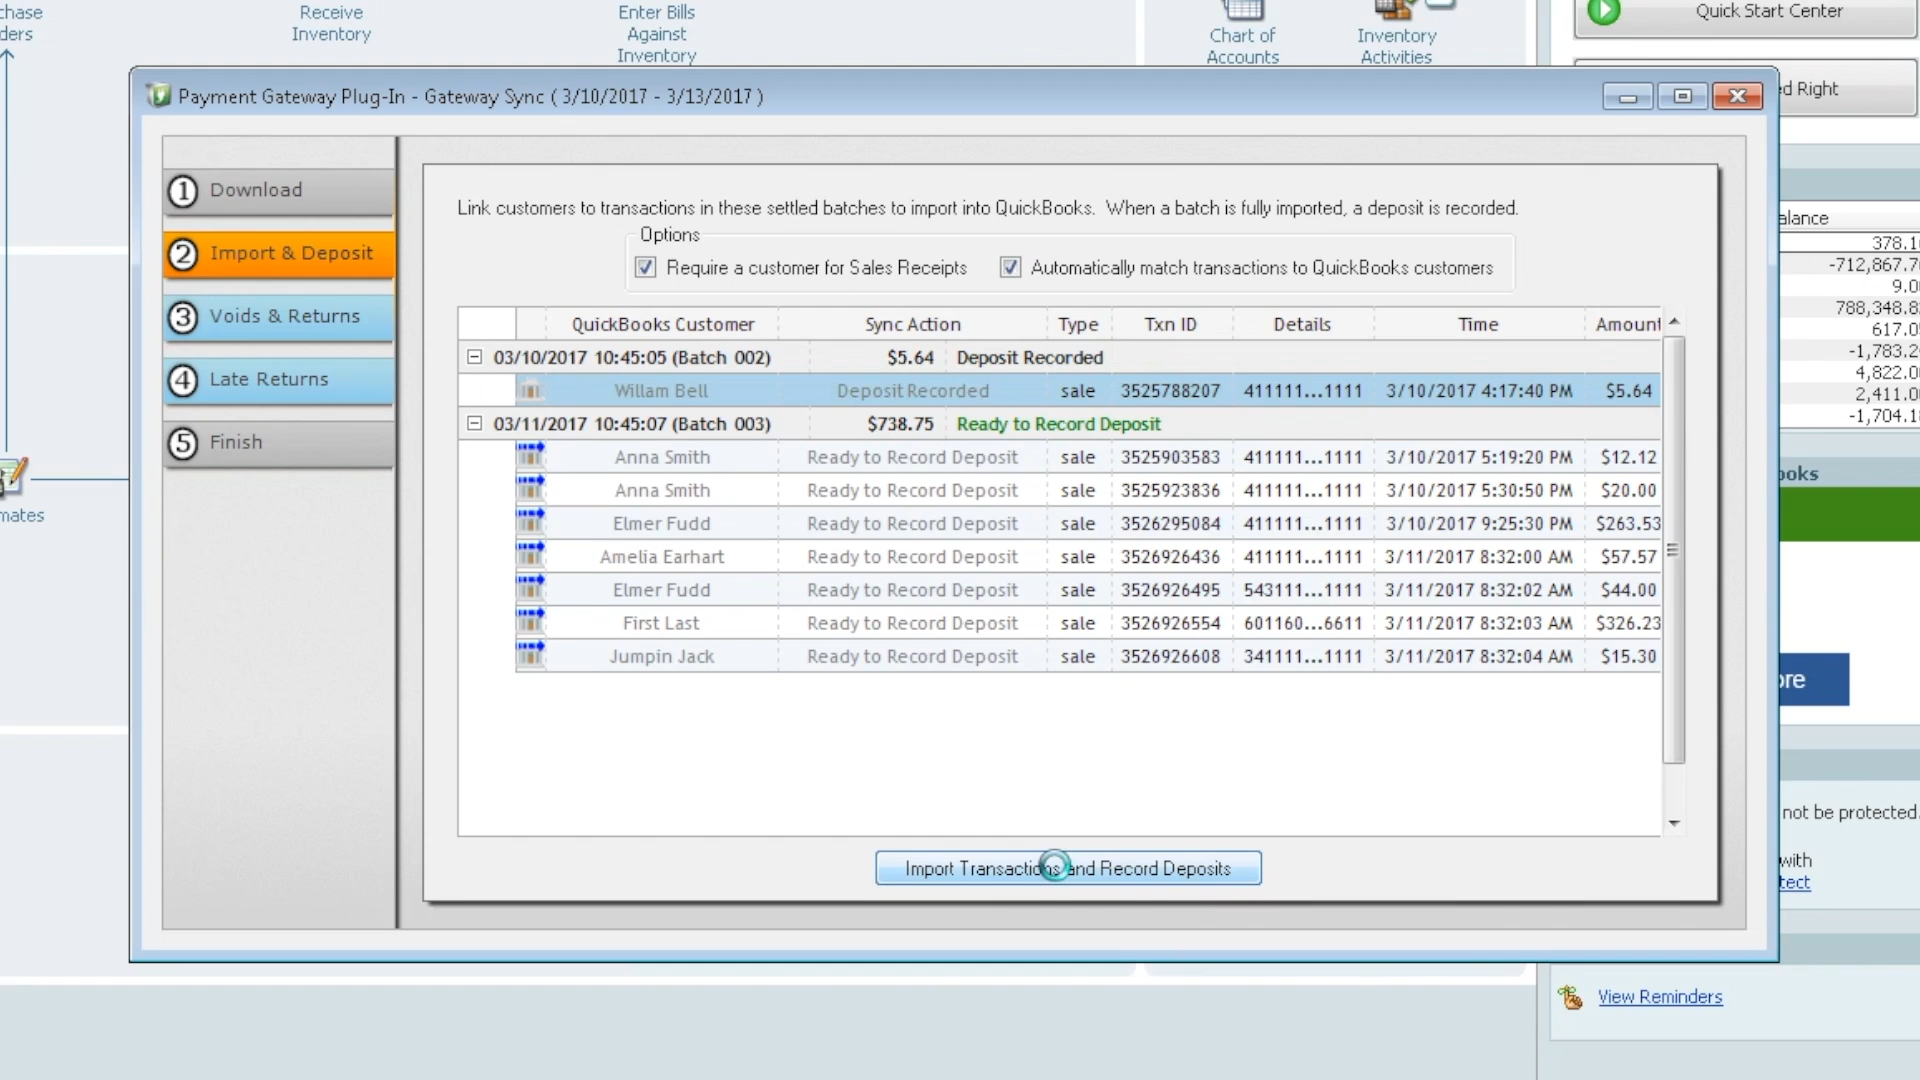 chase
ders
Receive
Inventory
Enter Bills
Against
Inventory
Chart of
Accounts
Inventory
Activities
Quick Start Center
d Right
Payment Gateway Plug-In - Gateway Sync ( 3/10/2017 - 3/13/2017 )
1 Download
2 Import & Deposit
3 Voids & Returns
4 Late Returns
5 Finish
Link customers to transactions in these settled batches to import into QuickBooks. When a batch is fully imported, a deposit is recorded.
Options
Require a customer for Sales Receipts Automatically match transactions to QuickBooks customers
QuickBooks Customer Sync Action Type Txn ID Details Time Amount
03/10/2017 10:45:05 (Batch 002) $5.64 Deposit Recorded
Willam Bell Deposit Recorded sale 3525788207 411111...1111 3/10/2017 4:17:40 PM $5.64
03/11/2017 10:45:07 (Batch 003) $738.75 Ready to Record Deposit
Anna Smith Ready to Record Deposit sale 3525903583 411111...1111 3/10/2017 5:19:20 PM $12.12
Anna Smith Ready to Record Deposit sale 3525923836 411111...1111 3/10/2017 5:30:50 PM $20.00
Elmer Fudd Ready to Record Deposit sale 3526295084 411111...1111 3/10/2017 9:25:30 PM $263.53
Amelia Earhart Ready to Record Deposit sale 3526926436 411111...1111 3/11/2017 8:32:00 AM $57.57
Elmer Fudd Ready to Record Deposit sale 3526926495 543111...1111 3/11/2017 8:32:02 AM $44.00
First Last Ready to Record Deposit sale 3526926554 601160...6611 3/11/2017 8:32:03 AM $326.23
Jumpin Jack Ready to Record Deposit sale 3526926608 341111...1111 3/11/2017 8:32:04 AM $15.30
Import Transactions and Record Deposits
mates
alance
378.1
-712,867.7
9.0
788,348.8
617.0
-1,783.2
4,822.0
2,411.0
-1,704.1
ooks
ore
not be protected.
with
tect
View Reminders